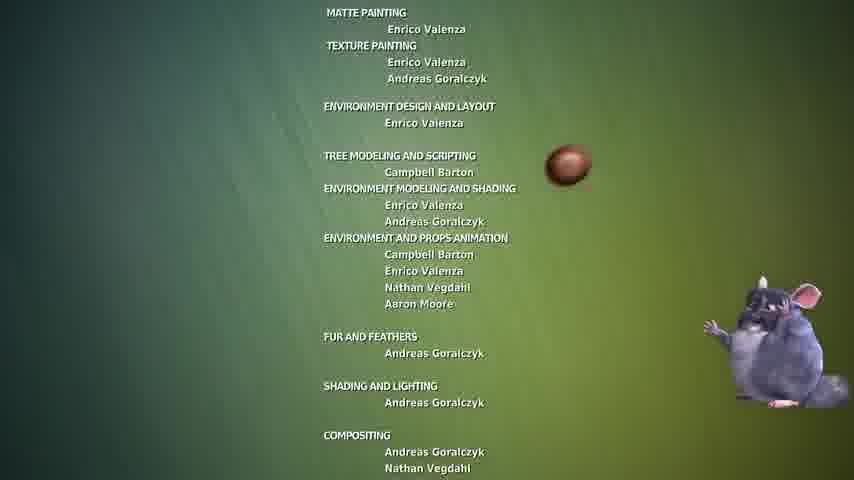 MATTE PAINTING
Enrico Valenza
TEXTURE PAINTING
Enrico Valenza
Andreas Goralczyk
ENVIRONMENT DESIGN AND LAYOUT
Enrico Valenza
TREE MODELING AND SCRIPTING
Campbell Barton
ENVIRONMENT MODELING AND SHADING
Enrico Valenza
Andreas Goralczyk
ENVIRONMENT AND PROPS ANIMATION
Campbell Barton
Enrico Valenza
Nathan Vegdahl
Aaron Moore
FUR AND FEATHERS
Andreas Goralczyk
SHADING AND LIGHTING
Andreas Goralczyk
COMPOSITING
Andreas Goralczyk
Nathan Vegdahl